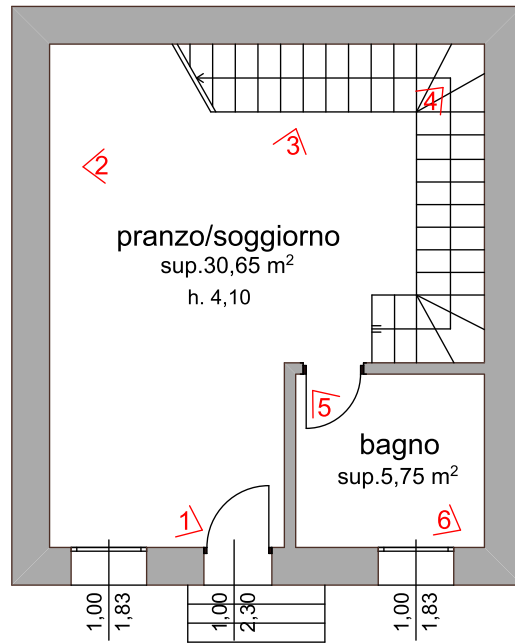 4
3
2
pranzo/soggiorno
sup.30,65 m²
h. 4,10
5
bagno
sup.5,75 m²
1
6
1,00
1,83
1,00
2,30
1,00
1,83